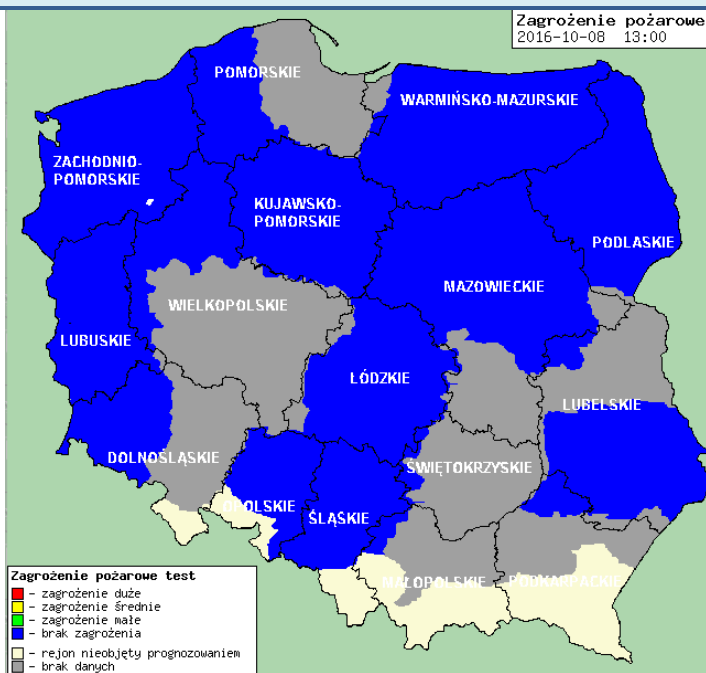 Zagrożenie pożarowe
2016-10-08 13:00
POMORSKIE
WARMIŃSKO-MAZURSKIE
ZACHODNIO-
POMORSKIE
KUJAWSKO-
POMORSKIE
PODLASKIE
MAZOWIECKIE
WIELKOPOLSKIE
LUBUSKIE
ŁÓDZKIE
LUBELSKIE
DOLNOŚLĄSKIE
ŚWIĘTOKRZYSKIE
OPOLSKIE
ŚLĄSKIE
MAŁOPOLSKIE
PODKARPACKIE
Zagrożenie pożarowe test
- zagrożenie duże
- zagrożenie średnie
- zagrożenie małe
- brak zagrożenia
- rejon nieobjęty prognozowaniem
- brak danych